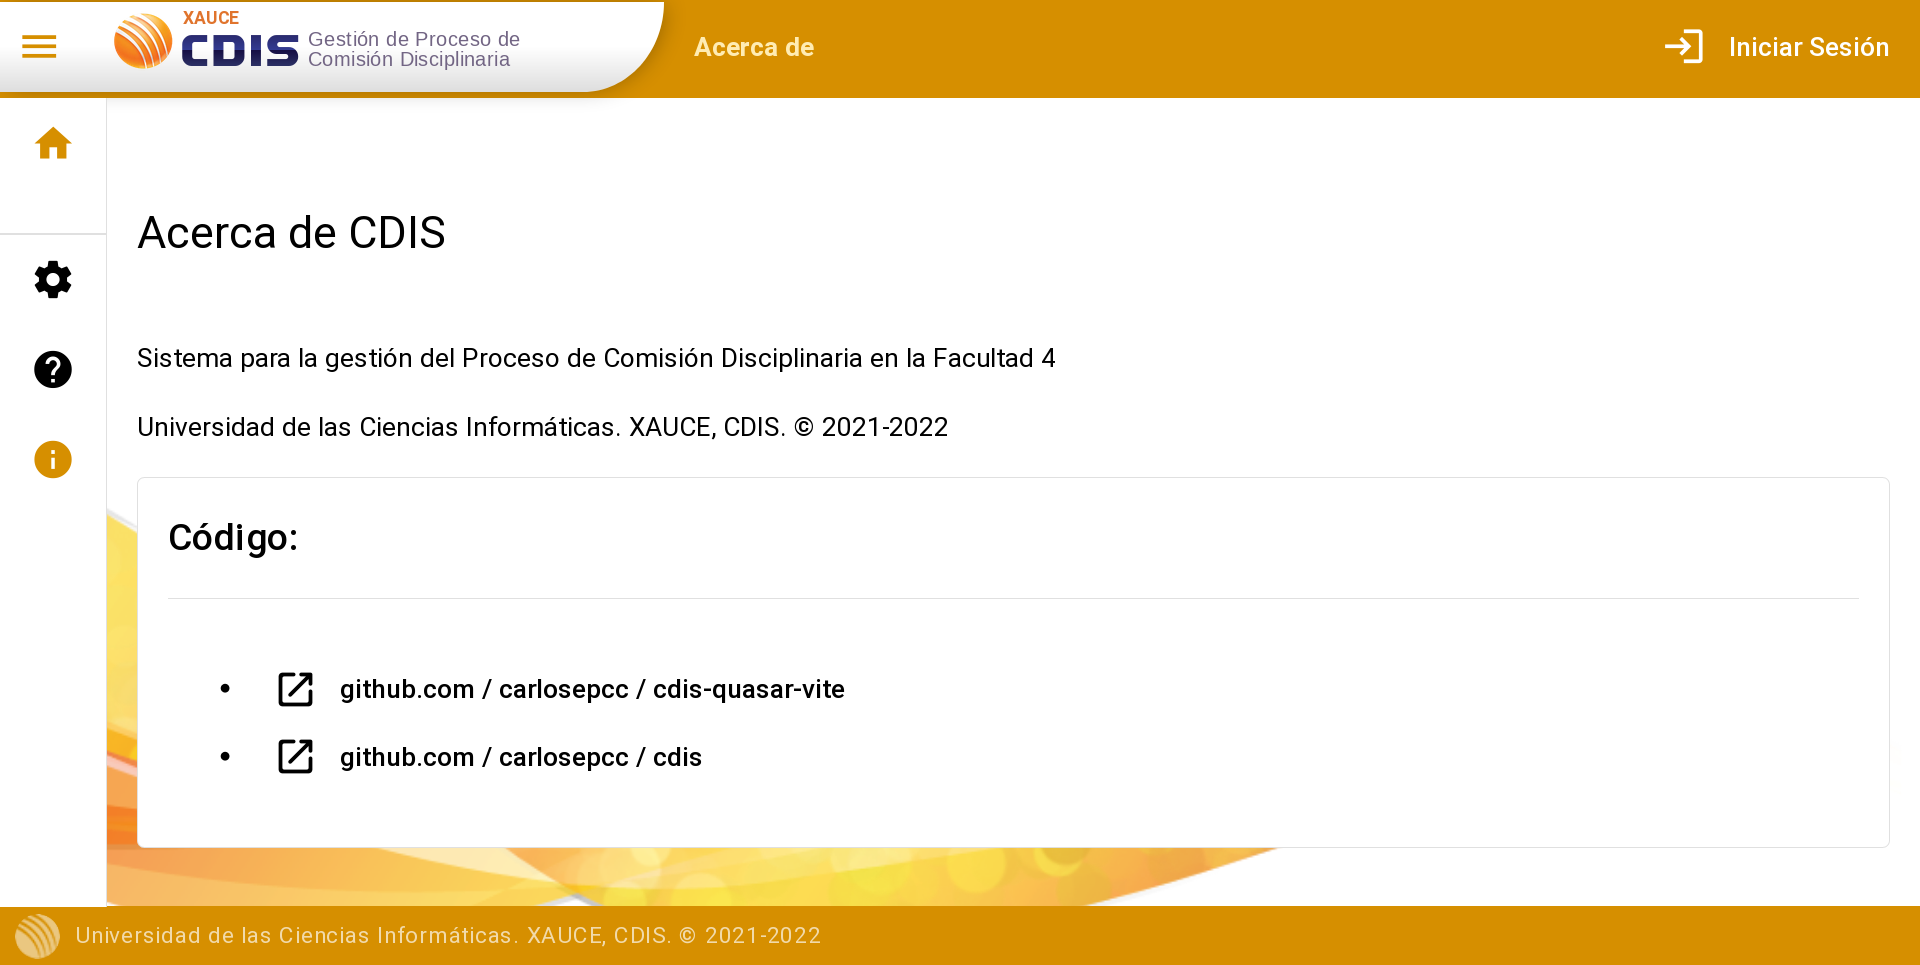 XAUCE
CDIS
Gestión de Proceso de
Comisión Disciplinaria
Acerca de
Iniciar Sesión
Acerca de CDIS
Sistema para la gestión del Proceso de Comisión Disciplinaria en la Facultad 4
Universidad de las Ciencias Informáticas. XAUCE, CDIS. © 2021-2022
Código:
• github.com / carlosepcc / cdis-quasar-vite
• github.com / carlosepcc / cdis
Universidad de las Ciencias Informáticas. XAUCE, CDIS. © 2021-2022